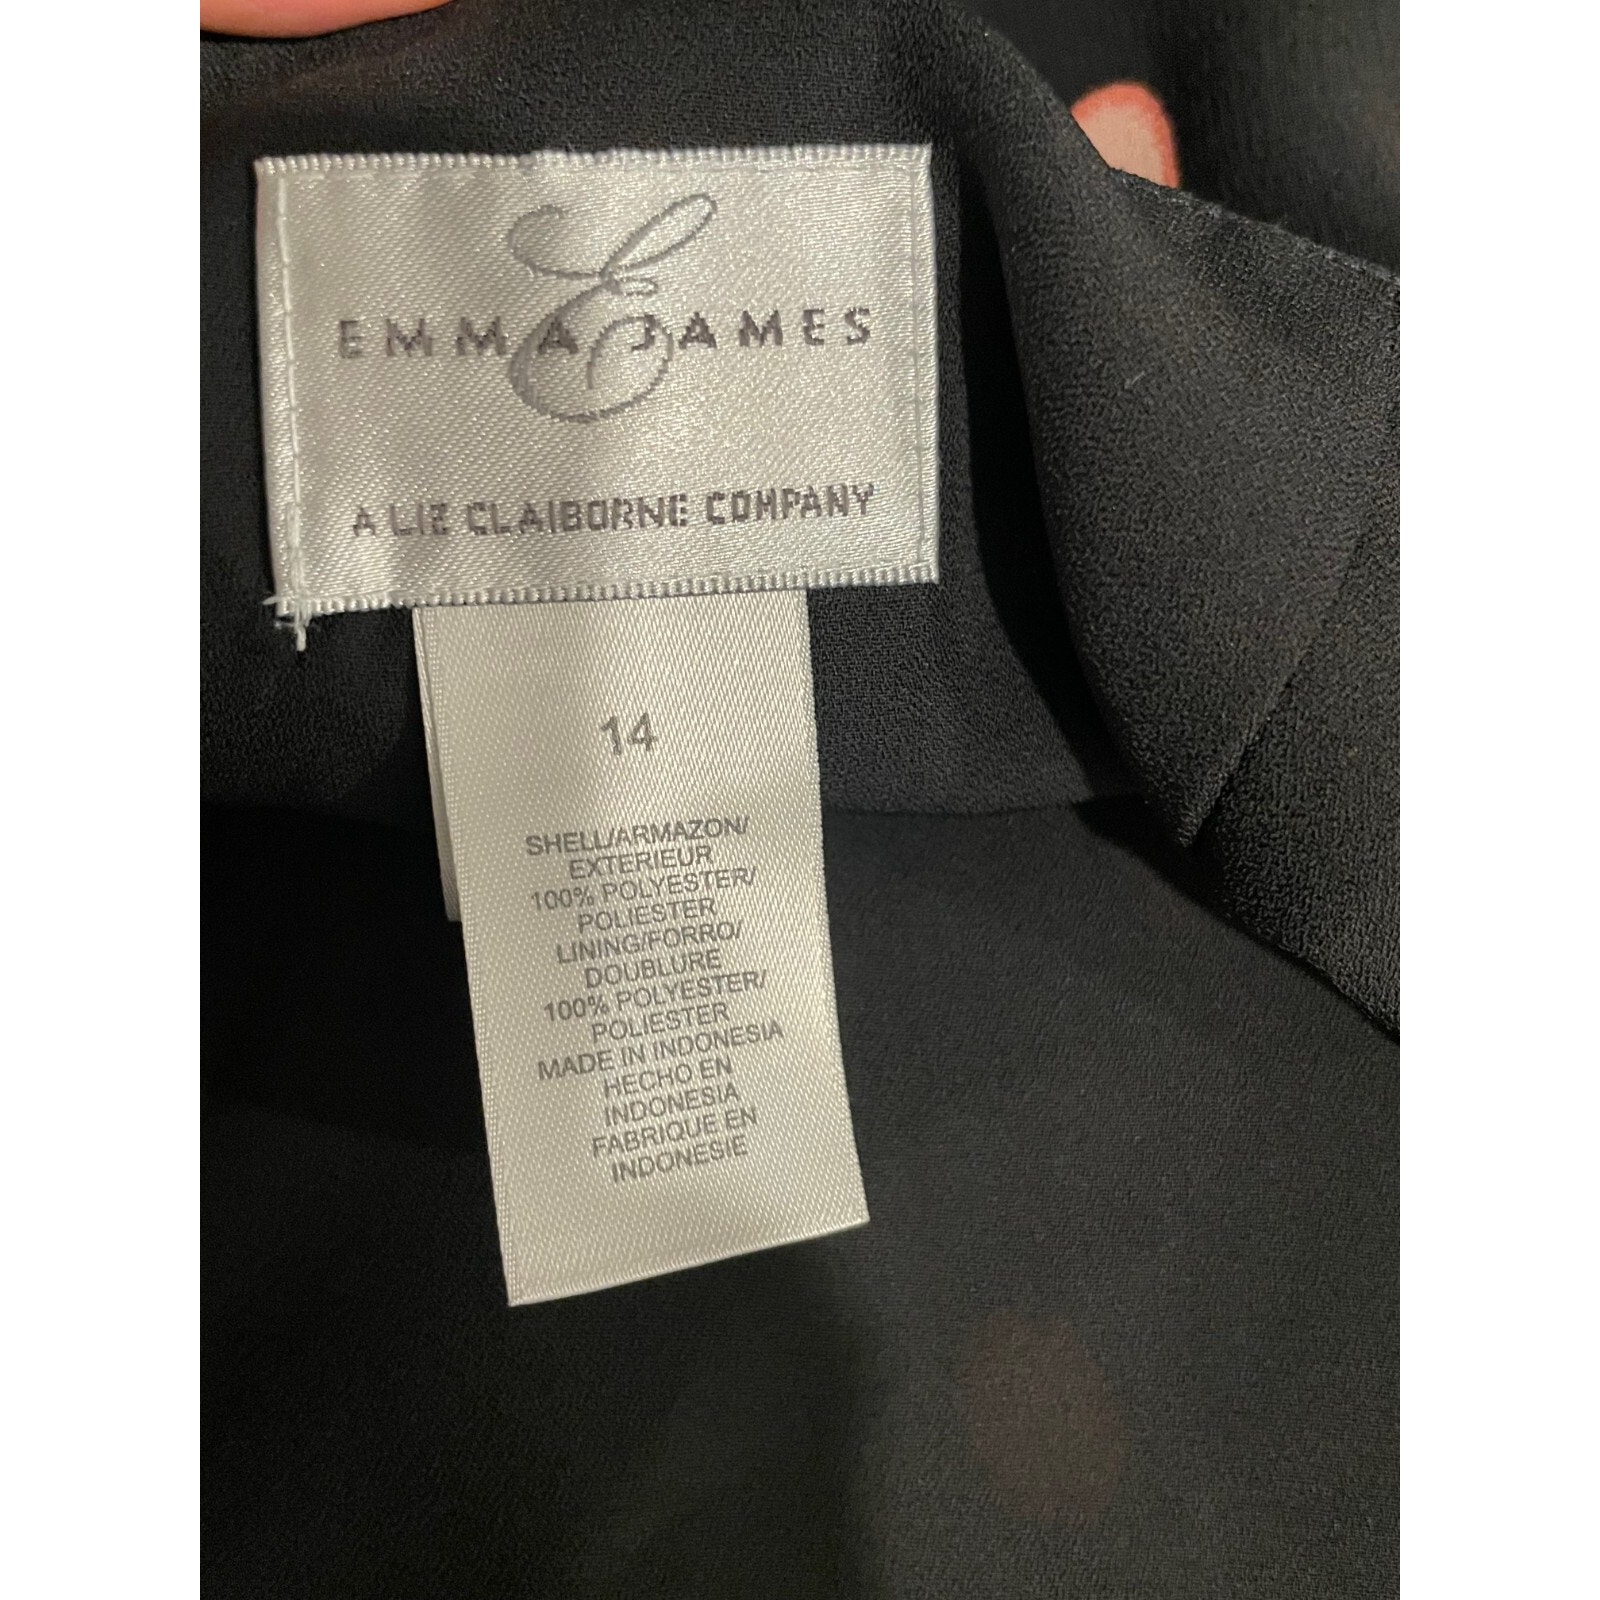 E
EMMA JAMES
A LIZ CLAIBORNE COMPANY
14
SHELL/ARMAZON/
EXTERIEUR
100% POLYESTER/
POLIESTER
LINING/FORRO/
DOUBLURE
100% POLYESTER/
POLIESTER
MADE IN INDONESIA
HECHO EN
INDONESIA
FABRIQUE EN
INDONESIE